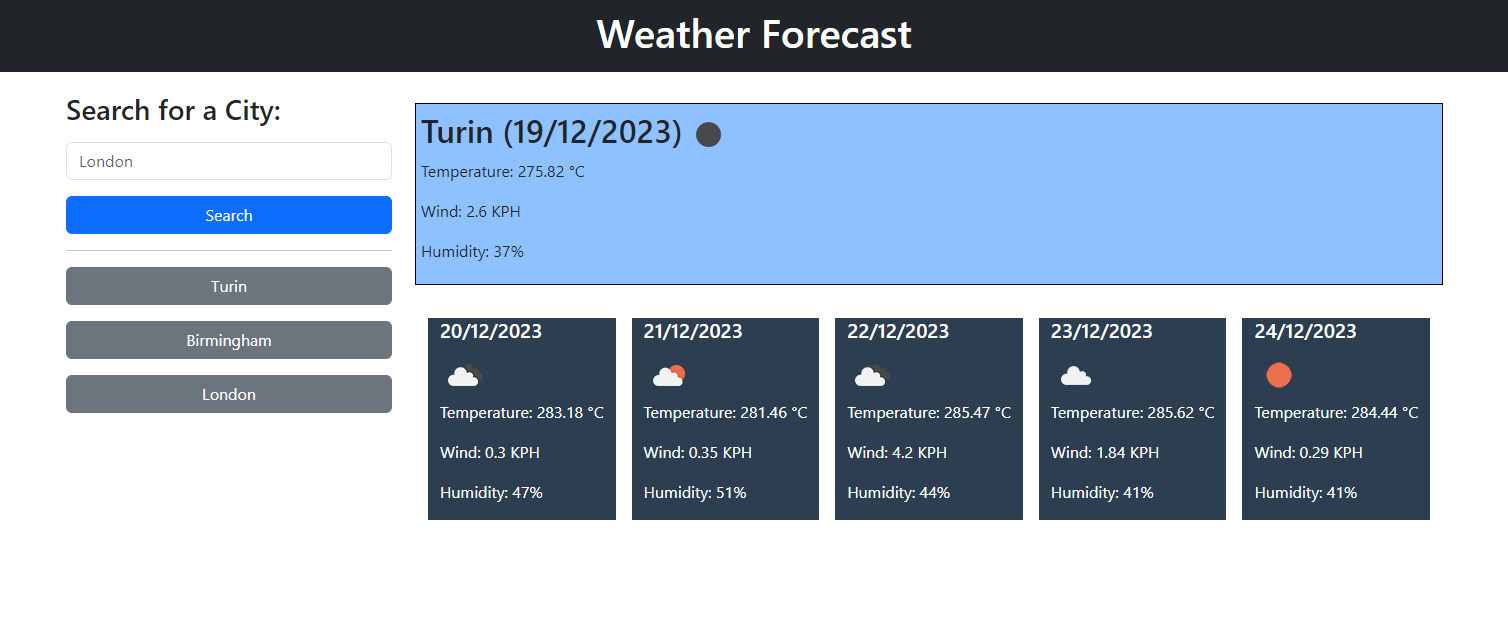 Weather Forecast
Search for a City:
London
Search
Turin
Birmingham
London
Turin (19/12/2023)
Temperature: 275.82 °C
Wind: 2.6 KPH
Humidity: 37%
20/12/2023
Temperature: 283.18 °C
Wind: 0.3 KPH
Humidity: 47%
21/12/2023
Temperature: 281.46 °C
Wind: 0.35 KPH
Humidity: 51%
22/12/2023
Temperature: 285.47 °C
Wind: 4.2 KPH
Humidity: 44%
23/12/2023
Temperature: 285.62 °C
Wind: 1.84 KPH
Humidity: 41%
24/12/2023
Temperature: 284.44 °C
Wind: 0.29 KPH
Humidity: 41%